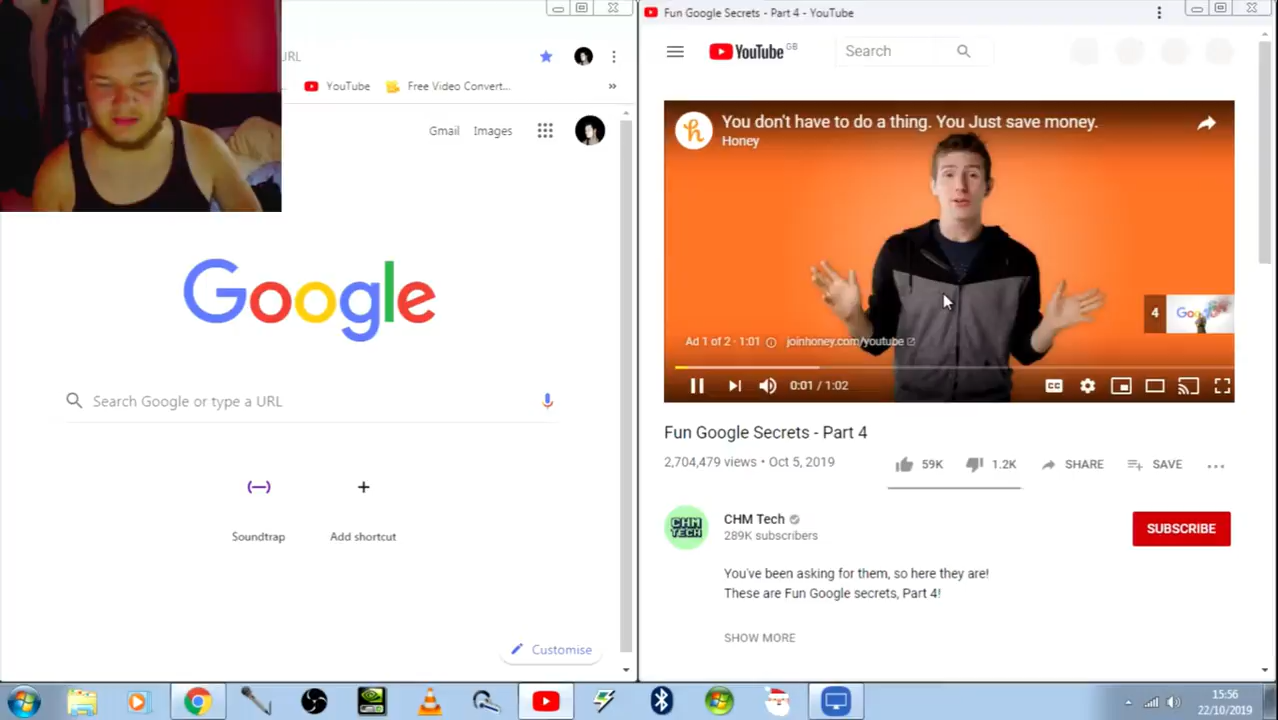 URL
YouTube
Free Video Convert...
»
Gmail
Images
Google
Search Google or type a URL
Soundtrap
Add shortcut
Customise
Fun Google Secrets - Part 4 - YouTube
YouTube GB
Search
You don't have to do a thing. You Just save money.
Honey
4
Ad 1 of 2 · 1:01
joinhoney.com/youtube
0:01 / 1:02
CC
Fun Google Secrets - Part 4
2,704,479 views • Oct 5, 2019
59K
1.2K
SHARE
SAVE
CHM TECH
CHM Tech
289K subscribers
SUBSCRIBE
You've been asking for them, so here they are!
These are Fun Google secrets, Part 4!
SHOW MORE
15:56
22/10/2019